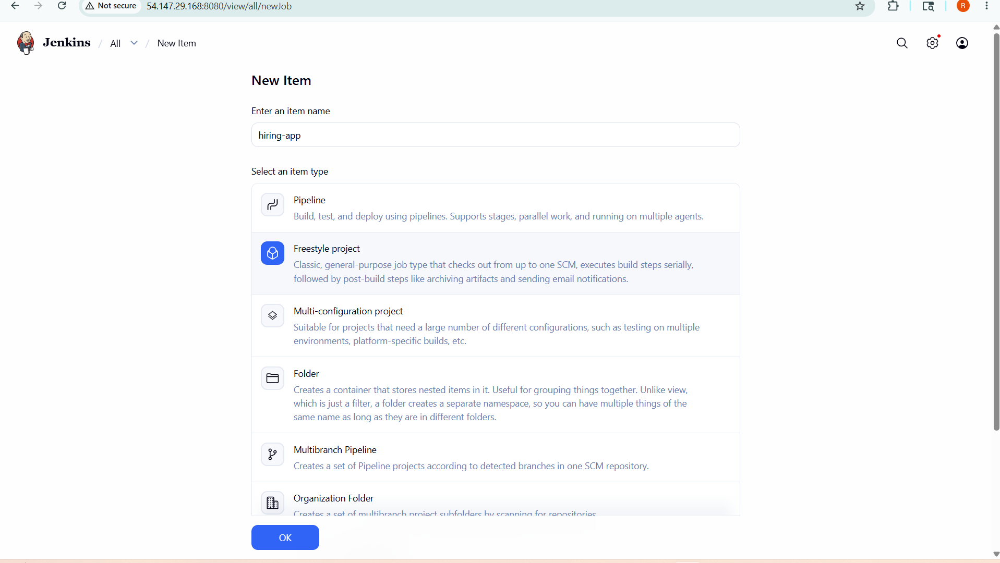 Not secure 54.147.29.168:8080/view/all/newJob
R
Jenkins / All / New Item
New Item
Enter an item name
hiring-app
Select an item type
Pipeline
Build, test, and deploy using pipelines. Supports stages, parallel work, and running on multiple agents.
Freestyle project
Classic, general-purpose job type that checks out from up to one SCM, executes build steps serially,
followed by post-build steps like archiving artifacts and sending email notifications.
Multi-configuration project
Suitable for projects that need a large number of different configurations, such as testing on multiple
environments, platform-specific builds, etc.
Folder
Creates a container that stores nested items in it. Useful for grouping things together. Unlike view,
which is just a filter, a folder creates a separate namespace, so you can have multiple things of the
same name as long as they are in different folders.
Multibranch Pipeline
Creates a set of Pipeline projects according to detected branches in one SCM repository.
Organization Folder
Creates a set of multibranch project subfolders by scanning for repositories.
OK